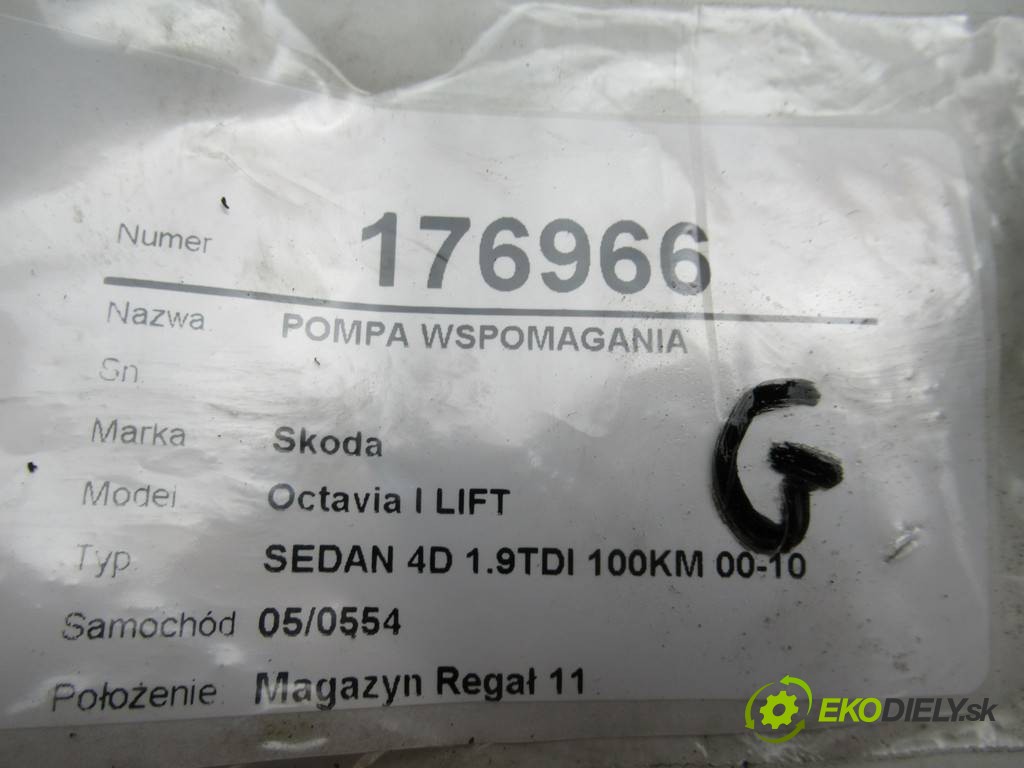 Numer 176966
Nazwa POMPA WSPOMAGANIA
Sn
Marka Skoda
G
Model Octavia I LIFT
Typ SEDAN 4D 1.9TDI 100KM 00-10
Samochód 05/0554
Położenie Magazyn Regał 11
EKODIELY.sk